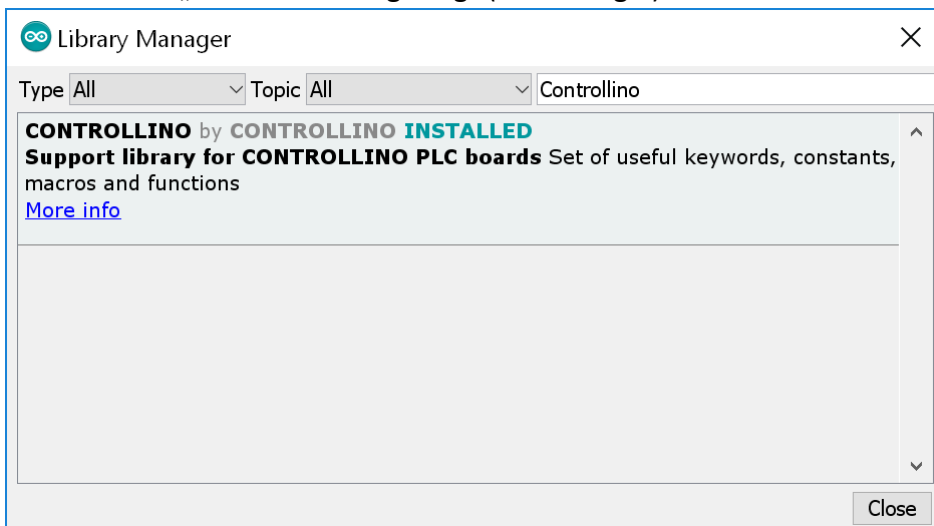 Library Manager
Type All Topic All Controllino
CONTROLLINO by CONTROLLINO INSTALLED
Support library for CONTROLLINO PLC boards Set of useful keywords, constants,
macros and functions
More info
Close